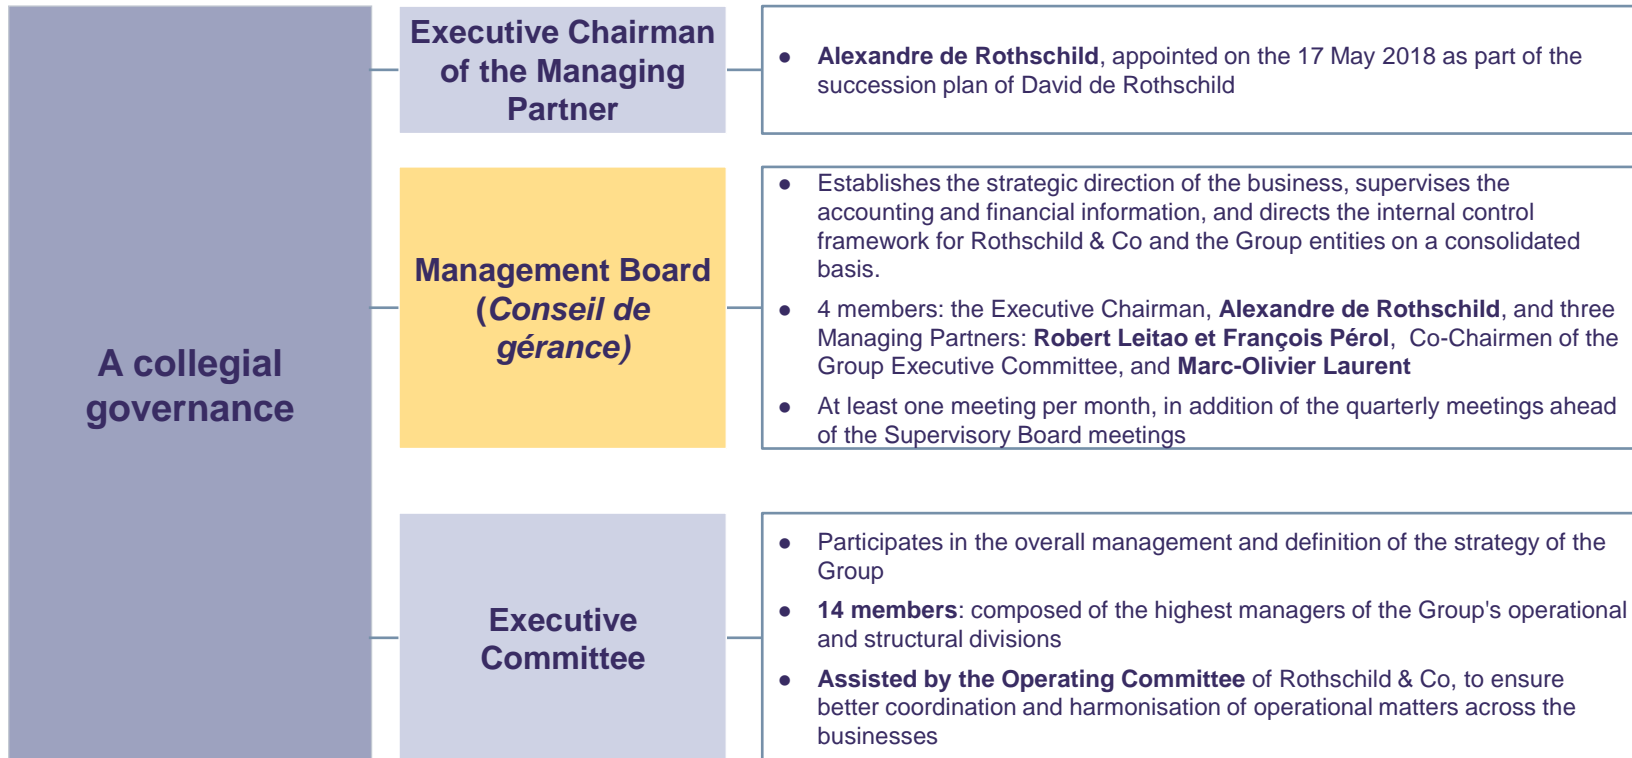 A collegial
governance
Executive Chairman
of the Managing
Partner
● Alexandre de Rothschild, appointed on the 17 May 2018 as part of the
succession plan of David de Rothschild
Management Board
(Conseil de
gérance)
● Establishes the strategic direction of the business, supervises the
accounting and financial information, and directs the internal control
framework for Rothschild & Co and the Group entities on a consolidated
basis.
● 4 members: the Executive Chairman, Alexandre de Rothschild, and three
Managing Partners: Robert Leitao et François Pérol, Co-Chairmen of the
Group Executive Committee, and Marc-Olivier Laurent
● At least one meeting per month, in addition of the quarterly meetings ahead
of the Supervisory Board meetings
Executive
Committee
● Participates in the overall management and definition of the strategy of the
Group
● 14 members: composed of the highest managers of the Group's operational
and structural divisions
● Assisted by the Operating Committee of Rothschild & Co, to ensure
better coordination and harmonisation of operational matters across the
businesses